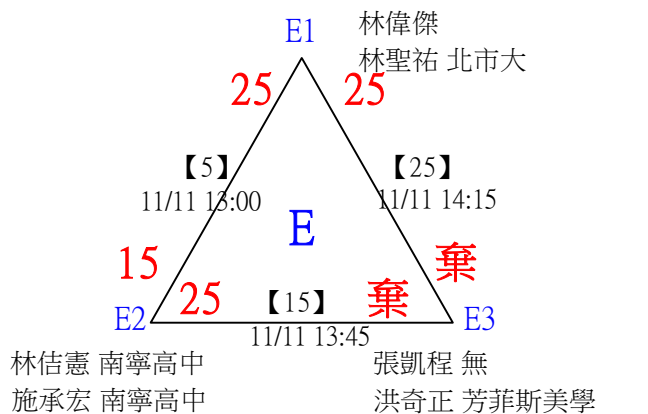 E1
林偉傑
林聖祐 北市大
25
25
【5】
【25】
11/11 13:00
11/11 14:15
E
15
棄
25
【15】
棄
E2
E3
11/11 13:45
林佶憲 南寧高中
張凱程 無
施承宏 南寧高中
洪奇正 芳菲斯美學